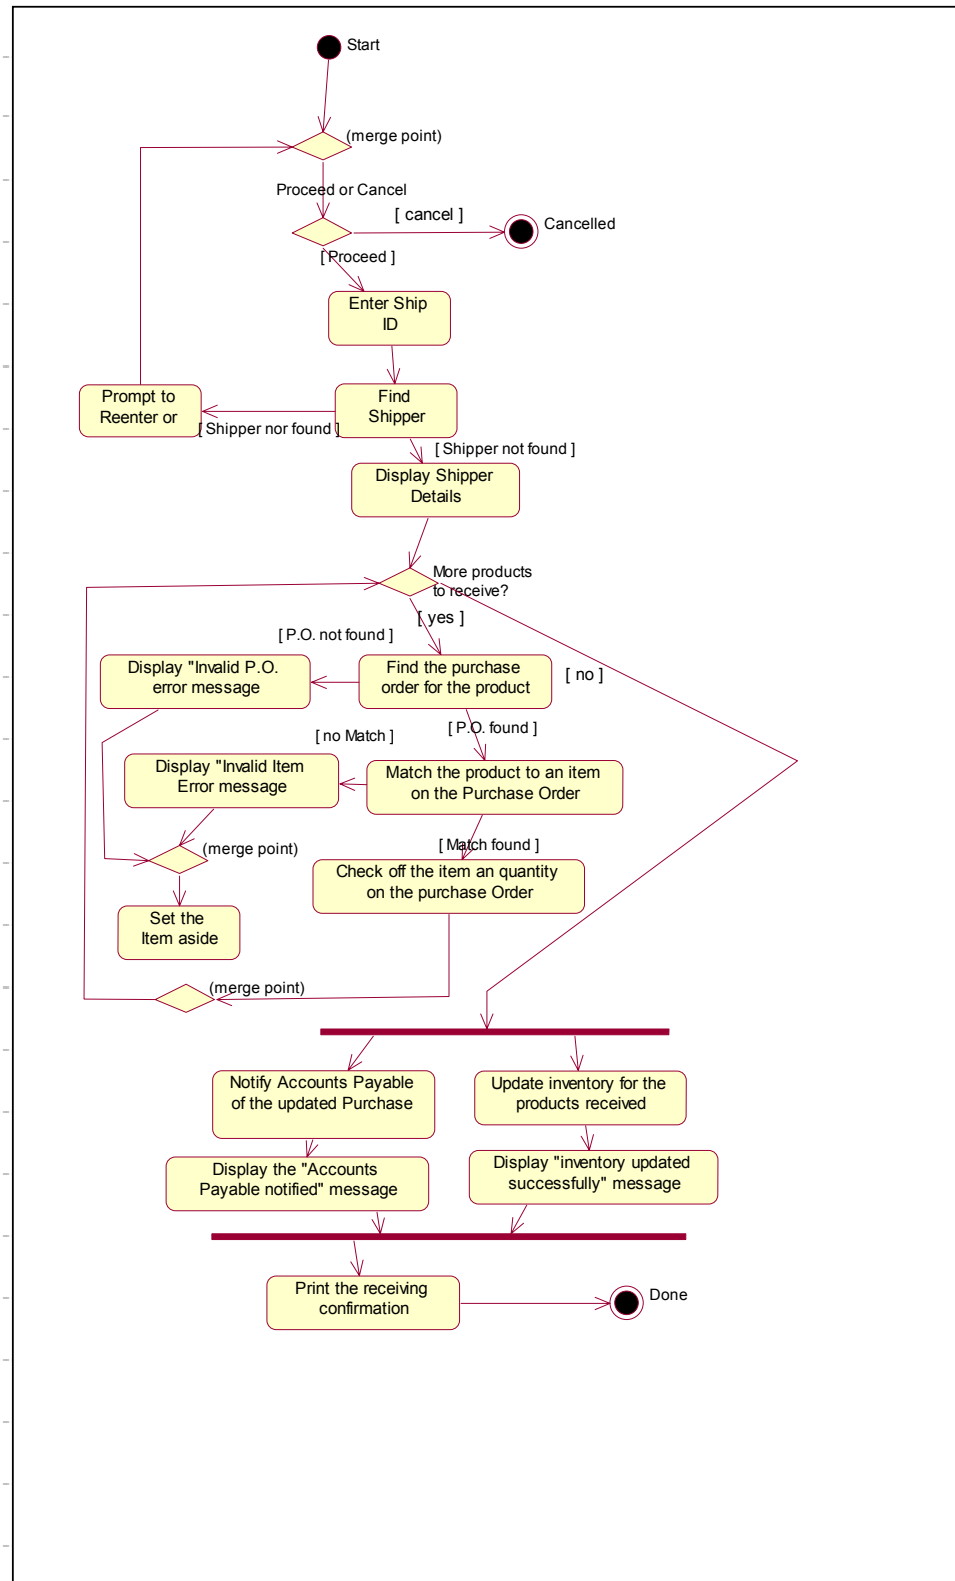 Start
(merge point)
Proceed or Cancel
[ cancel ]
Cancelled
[ Proceed ]
Enter Ship
ID
Prompt to
Reenter or
Find
Shipper
[ Shipper nor found ]
[ Shipper not found ]
Display Shipper
Details
More products
to receive?
[ yes ]
[ P.O. not found ]
Display "Invalid P.O.
error message
Find the purchase
order for the product
[ no ]
[ P.O. found ]
[ no Match ]
Display "Invalid Item
Error message
Match the product to an item
on the Purchase Order
[ Match found ]
(merge point)
Check off the item an quantity
on the purchase Order
Set the
Item aside
(merge point)
Notify Accounts Payable
of the updated Purchase
Update inventory for the
products received
Display the "Accounts
Payable notified" message
Display "inventory updated
successfully" message
Print the receiving
confirmation
Done